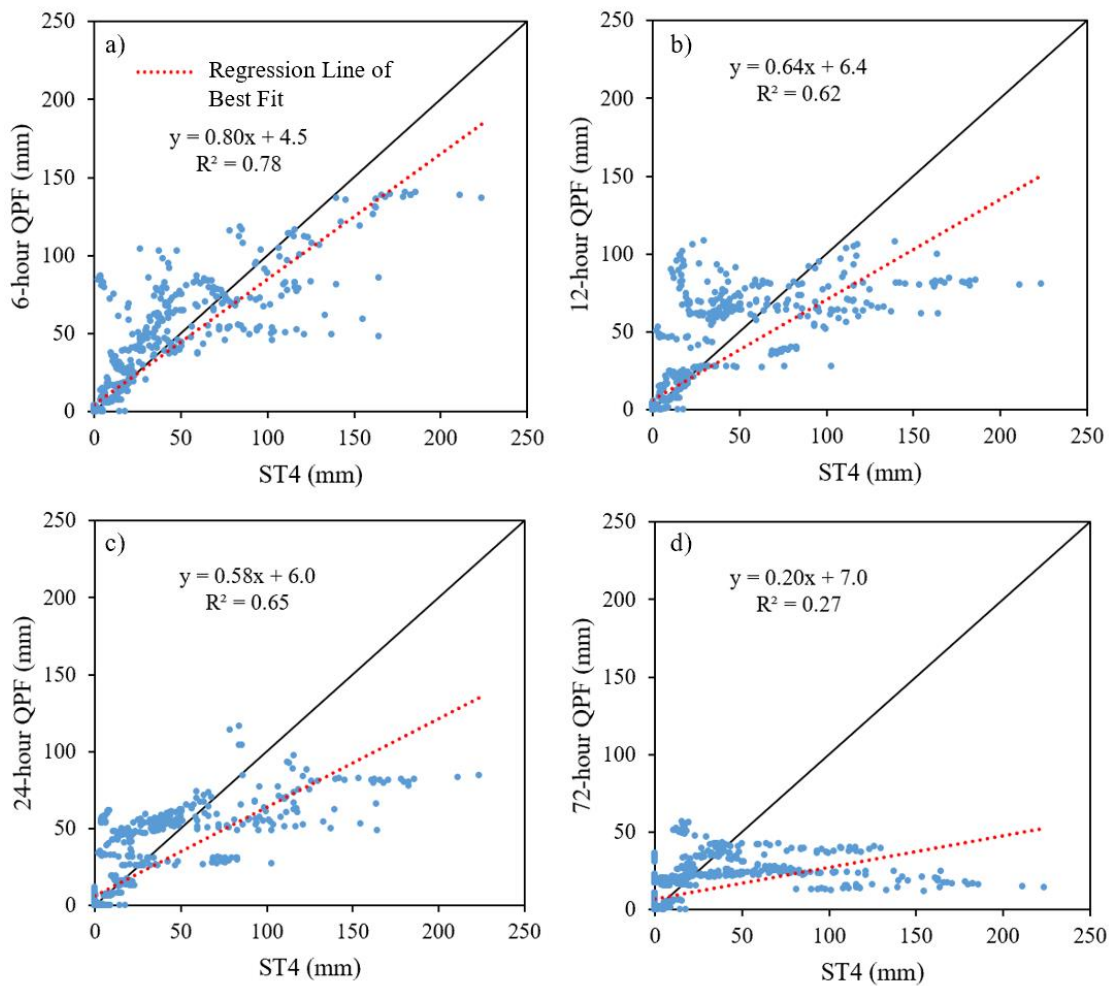 a)
Regression Line of
Best Fit
y = 0.80x + 4.5
R² = 0.78
250
200
150
100
50
0
6-hour QPF (mm)
0 50 100 150 200 250
ST4 (mm)
b)
y = 0.64x + 6.4
R² = 0.62
250
200
150
100
50
0
12-hour QPF (mm)
0 50 100 150 200 250
ST4 (mm)
c)
y = 0.58x + 6.0
R² = 0.65
250
200
150
100
50
0
24-hour QPF (mm)
0 50 100 150 200 250
ST4 (mm)
d)
y = 0.20x + 7.0
R² = 0.27
250
200
150
100
50
0
72-hour QPF (mm)
0 50 100 150 200 250
ST4 (mm)